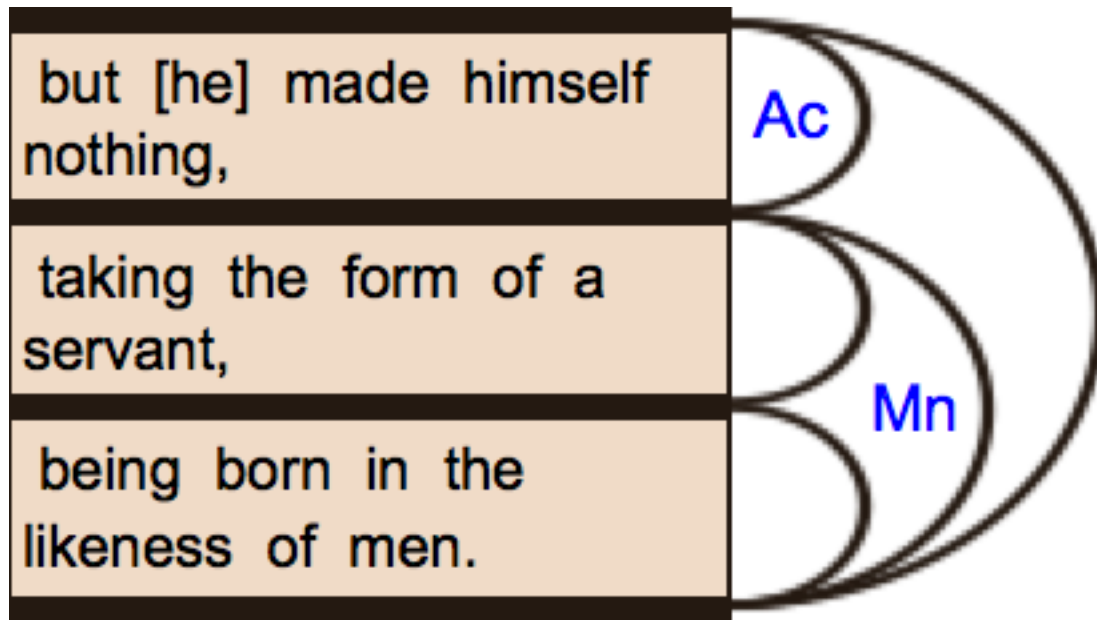 but [he] made himself
nothing,
Ac
taking the form of a
servant,
Mn
being born in the
likeness of men.